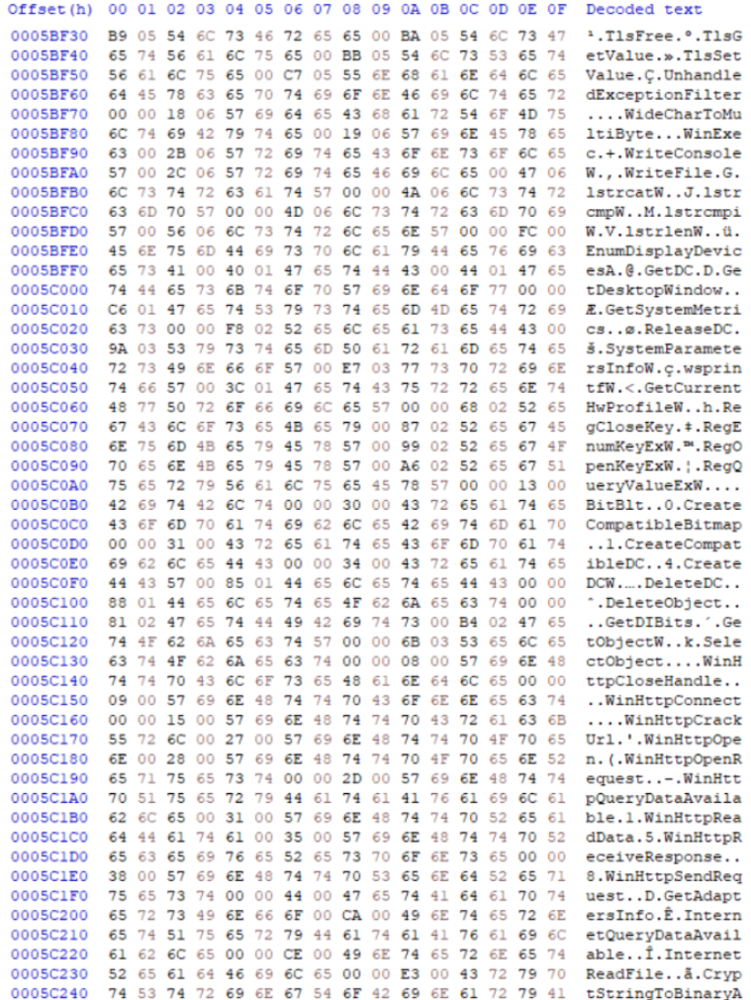 Offset(h) 00 01 02 03 04 05 06 07 08 09 0A 0B 0C 0D 0E 0F Decoded text
0005BF30 B9 05 54 6C 73 46 72 65 65 00 BA 05 54 6C 73 47 ¹.TlsFree.º.TlsG
0005BF40 65 74 56 61 6C 75 65 00 BB 05 54 6C 73 53 65 74 etValue.».TlsSet
0005BF50 56 61 6C 75 65 00 C7 05 55 6E 68 61 6E 64 6C 65 Value.Ç.Unhandle
0005BF60 64 45 78 63 65 70 74 69 6F 6E 46 69 6C 74 65 72 dExceptionFilter
0005BF70 00 00 18 06 57 69 64 65 43 68 61 72 54 6F 4D 75 ....WideCharToMu
0005BF80 6C 74 69 42 79 74 65 00 19 06 57 69 6E 45 78 65 ltiByte...WinExe
0005BF90 63 00 2B 06 57 72 69 74 65 43 6F 6E 73 6F 6C 65 c.+.WriteConsole
0005BFA0 57 00 2C 06 57 72 69 74 65 46 69 6C 65 00 47 06 W.,.WriteFile.G.
0005BFB0 6C 73 74 72 63 61 74 57 00 00 4A 06 6C 73 74 72 lstrcatW..J.lstr
0005BFC0 63 6D 70 57 00 00 4D 06 6C 73 74 72 63 6D 70 69 cmpW..M.lstrcmpi
0005BFD0 57 00 56 06 6C 73 74 72 6C 65 6E 57 00 00 FC 00 W.V.lstrlenW..ü.
0005BFE0 45 6E 75 6D 44 69 73 70 6C 61 79 44 65 76 69 63 EnumDisplayDevic
0005BFF0 65 73 41 00 40 01 47 65 74 44 43 00 44 01 47 65 esA.@.GetDC.D.Ge
0005C000 74 44 65 73 6B 74 6F 70 57 69 6E 64 6F 77 00 00 tDesktopWindow..
0005C010 C6 01 47 65 74 53 79 73 74 65 6D 4D 65 74 72 69 Æ.GetSystemMetri
0005C020 63 73 00 00 F8 02 52 65 6C 65 61 73 65 44 43 00 cs..ø.ReleaseDC.
0005C030 9A 03 53 79 73 74 65 6D 50 61 72 61 6D 65 74 65 š.SystemParamete
0005C040 72 73 49 6E 66 6F 57 00 E7 03 77 73 70 72 69 6E rsInfoW.ç.wsprin
0005C050 74 66 57 00 3C 01 47 65 74 43 75 72 72 65 6E 74 tfW.<.GetCurrent
0005C060 48 77 50 72 6F 66 69 6C 65 57 00 00 68 02 52 65 HwProfileW..h.Re
0005C070 67 43 6C 6F 73 65 4B 65 79 00 87 02 52 65 67 45 gCloseKey.‡.RegE
0005C080 6E 75 6D 4B 65 79 45 78 57 00 99 02 52 65 67 4F numKeyExW.™.RegO
0005C090 70 65 6E 4B 65 79 45 78 57 00 A6 02 52 65 67 51 penKeyExW.¦.RegQ
0005C0A0 75 65 72 79 56 61 6C 75 65 45 78 57 00 00 13 00 ueryValueExW....
0005C0B0 42 69 74 42 6C 74 00 00 30 00 43 72 65 61 74 65 BitBlt..0.Create
0005C0C0 43 6F 6D 70 61 74 69 62 6C 65 42 69 74 6D 61 70 CompatibleBitmap
0005C0D0 00 00 31 00 43 72 65 61 74 65 43 6F 6D 70 61 74 ..1.CreateCompat
0005C0E0 69 62 6C 65 44 43 00 00 34 00 43 72 65 61 74 65 ibleDC..4.Create
0005C0F0 44 43 57 00 85 01 44 65 6C 65 74 65 44 43 00 00 DCW.….DeleteDC..
0005C100 88 01 44 65 6C 65 74 65 4F 62 6A 65 63 74 00 00 ˆ.DeleteObject..
0005C110 81 02 47 65 74 44 49 42 69 74 73 00 B4 02 47 65 ..GetDIBits.´.Ge
0005C120 74 4F 62 6A 65 63 74 57 00 00 6B 03 53 65 6C 65 tObjectW..k.Sele
0005C130 63 74 4F 62 6A 65 63 74 00 00 08 00 57 69 6E 48 ctObject....WinH
0005C140 74 74 70 43 6C 6F 73 65 48 61 6E 64 6C 65 00 00 ttpCloseHandle..
0005C150 09 00 57 69 6E 48 74 74 70 43 6F 6E 6E 65 63 74 ..WinHttpConnect
0005C160 00 00 15 00 57 69 6E 48 74 74 70 43 72 61 63 6B ....WinHttpCrack
0005C170 55 72 6C 00 27 00 57 69 6E 48 74 74 70 4F 70 65 Url.'.WinHttpOpe
0005C180 6E 00 28 00 57 69 6E 48 74 74 70 4F 70 65 6E 52 n.(.WinHttpOpenR
0005C190 65 71 75 65 73 74 00 00 2D 00 57 69 6E 48 74 74 equest..-.WinHtt
0005C1A0 70 51 75 65 72 79 44 61 74 61 41 76 61 69 6C 61 pQueryDataAvaila
0005C1B0 62 6C 65 00 31 00 57 69 6E 48 74 74 70 52 65 61 ble.1.WinHttpRea
0005C1C0 64 44 61 74 61 00 35 00 57 69 6E 48 74 74 70 52 dData.5.WinHttpR
0005C1D0 65 63 65 69 76 65 52 65 73 70 6F 6E 73 65 00 00 eceiveResponse..
0005C1E0 38 00 57 69 6E 48 74 74 70 53 65 6E 64 52 65 71 8.WinHttpSendReq
0005C1F0 75 65 73 74 00 00 44 00 47 65 74 41 64 61 70 74 uest..D.GetAdapt
0005C200 65 72 73 49 6E 66 6F 00 CA 00 49 6E 74 65 72 6E ersInfo.Ê.Intern
0005C210 65 74 51 75 65 72 79 44 61 74 61 41 76 61 69 6C etQueryDataAvail
0005C220 61 62 6C 65 00 00 CE 00 49 6E 74 65 72 6E 65 74 able..Î.Internet
0005C230 52 65 61 64 46 69 6C 65 00 00 E3 00 43 72 79 70 ReadFile..ã.Cryp
0005C240 74 53 74 72 69 6E 67 54 6F 42 69 6E 61 72 79 41 tStringToBinaryA